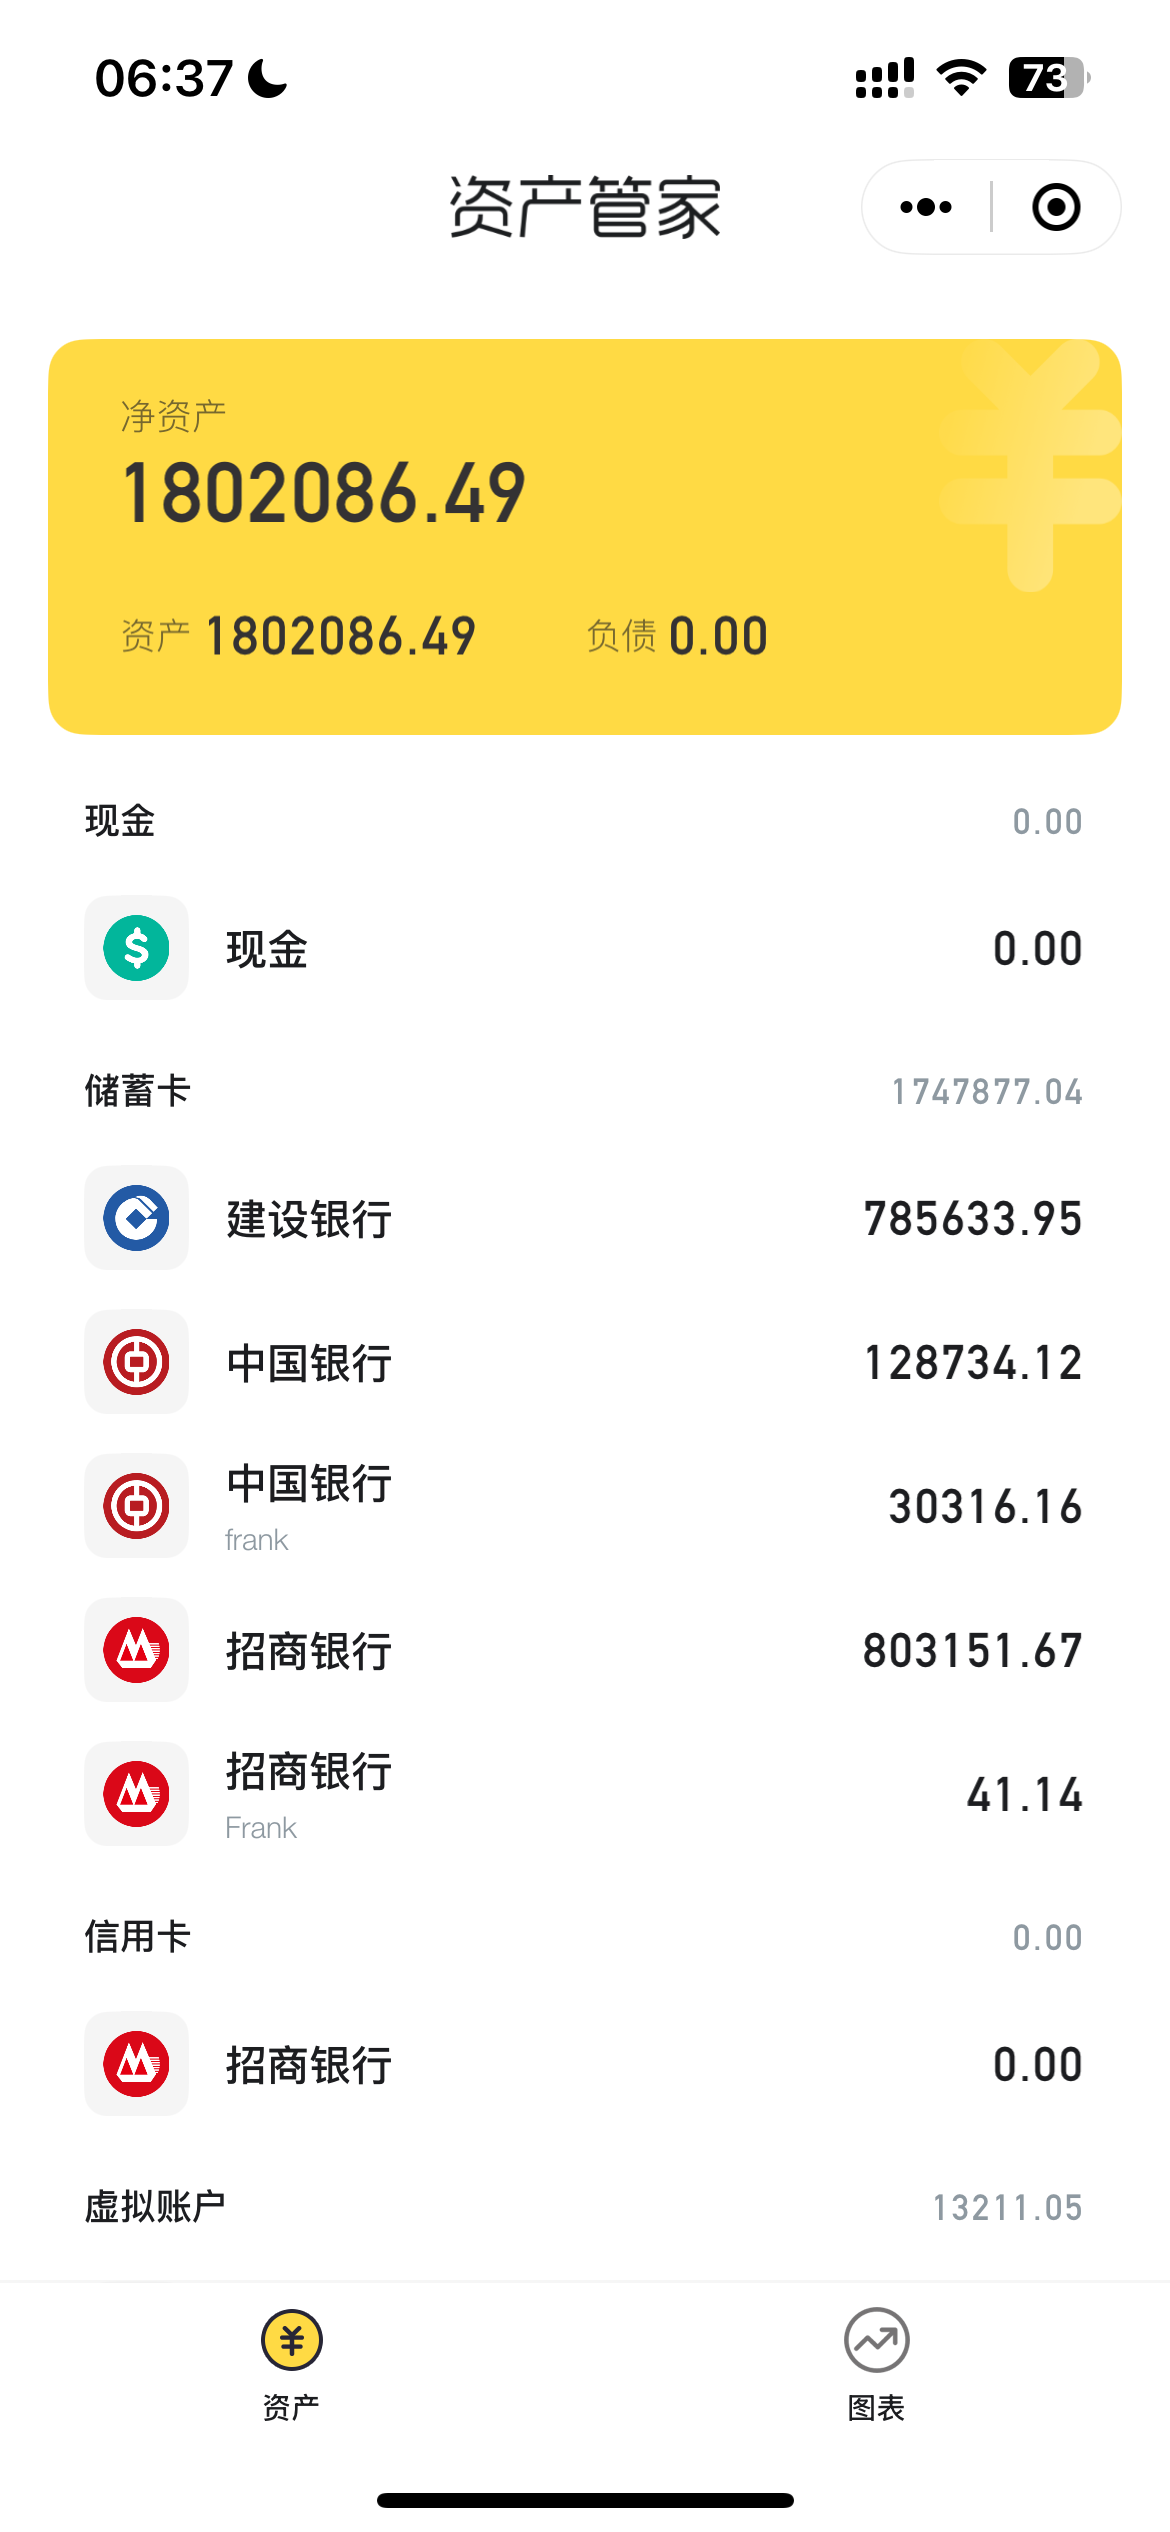 06:37
73
资产管家
净资产
1802086.49
资产 1802086.49 负债 0.00
现金 0.00
现金 0.00
储蓄卡 1747877.04
建设银行 785633.95
中国银行 128734.12
中国银行
frank
30316.16
招商银行 803151.67
招商银行
Frank
41.14
信用卡 0.00
招商银行 0.00
虚拟账户 13211.05
资产 图表